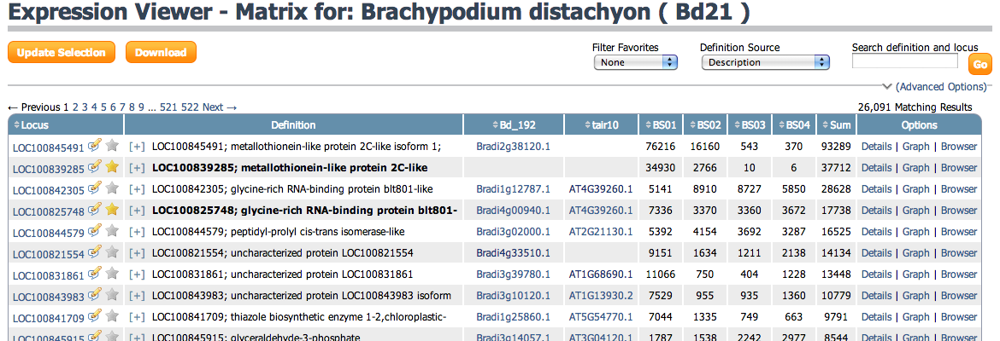 Expression Viewer - Matrix for: Brachypodium distachyon ( Bd21 )
Update Selection Download Filter Favorites Definition Source Search definition and locus
None Description Go
(Advanced Options)
← Previous 1 2 3 4 5 6 7 8 9 ... 521 522 Next → 26,091 Matching Results
Locus Definition Bd_192 tair10 BS01 BS02 BS03 BS04 Sum Options
LOC100845491 [+] LOC100845491; metallothionein-like protein 2C-like isoform 1; Bradi2g38120.1 76216 16160 543 370 93289 Details | Graph | Browser
LOC100839285 [+] LOC100839285; metallothionein-like protein 2C-like 34930 2766 10 6 37712 Details | Graph | Browser
LOC100842305 [+] LOC100842305; glycine-rich RNA-binding protein blt801-like Bradi1g12787.1 AT4G39260.1 5141 8910 8727 5850 28628 Details | Graph | Browser
LOC100825748 [+] LOC100825748; glycine-rich RNA-binding protein blt801- Bradi4g00940.1 AT4G39260.1 7336 3370 3360 3672 17738 Details | Graph | Browser
LOC100844579 [+] LOC100844579; peptidyl-prolyl cis-trans isomerase-like Bradi3g02000.1 AT2G21130.1 5392 4154 3692 3287 16525 Details | Graph | Browser
LOC100821554 [+] LOC100821554; uncharacterized protein LOC100821554 Bradi4g33510.1 9151 1634 1211 2138 14134 Details | Graph | Browser
LOC100831861 [+] LOC100831861; uncharacterized protein LOC100831861 Bradi3g39780.1 AT1G68690.1 11066 750 404 1228 13448 Details | Graph | Browser
LOC100843983 [+] LOC100843983; uncharacterized protein LOC100843983 isoform Bradi3g10120.1 AT1G13930.2 7529 955 935 1360 10779 Details | Graph | Browser
LOC100841709 [+] LOC100841709; thiazole biosynthetic enzyme 1-2,chloroplastic- Bradi1g25860.1 AT5G54770.1 7044 1335 749 663 9791 Details | Graph | Browser
LOC100845915 [+] LOC100845915; glyceraldehyde-3-phosphate Bradi3g14057.1 AT3G04120.1 1787 1538 2242 2977 8544 Details | Graph | Browser